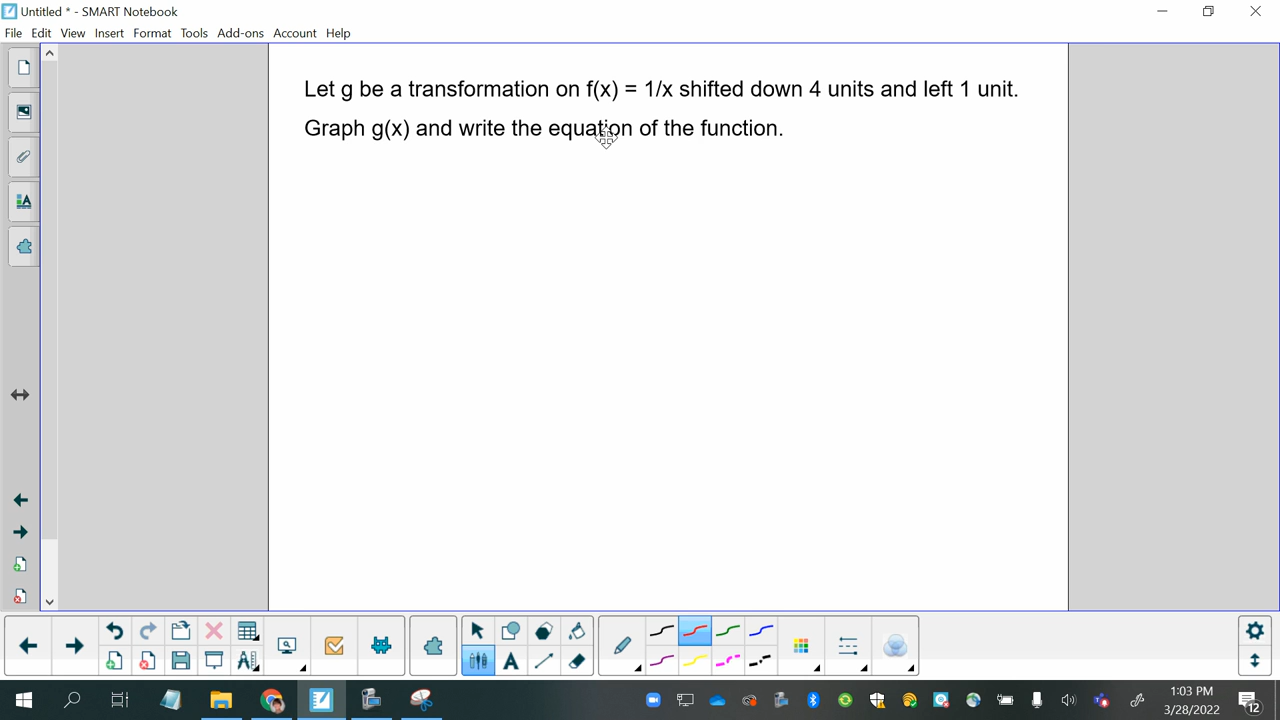 Untitled * - SMART Notebook
File Edit View Insert Format Tools Add-ons Account Help
Let g be a transformation on f(x) = 1/x shifted down 4 units and left 1 unit.
Graph g(x) and write the equation of the function.
1:03 PM
3/28/2022
12